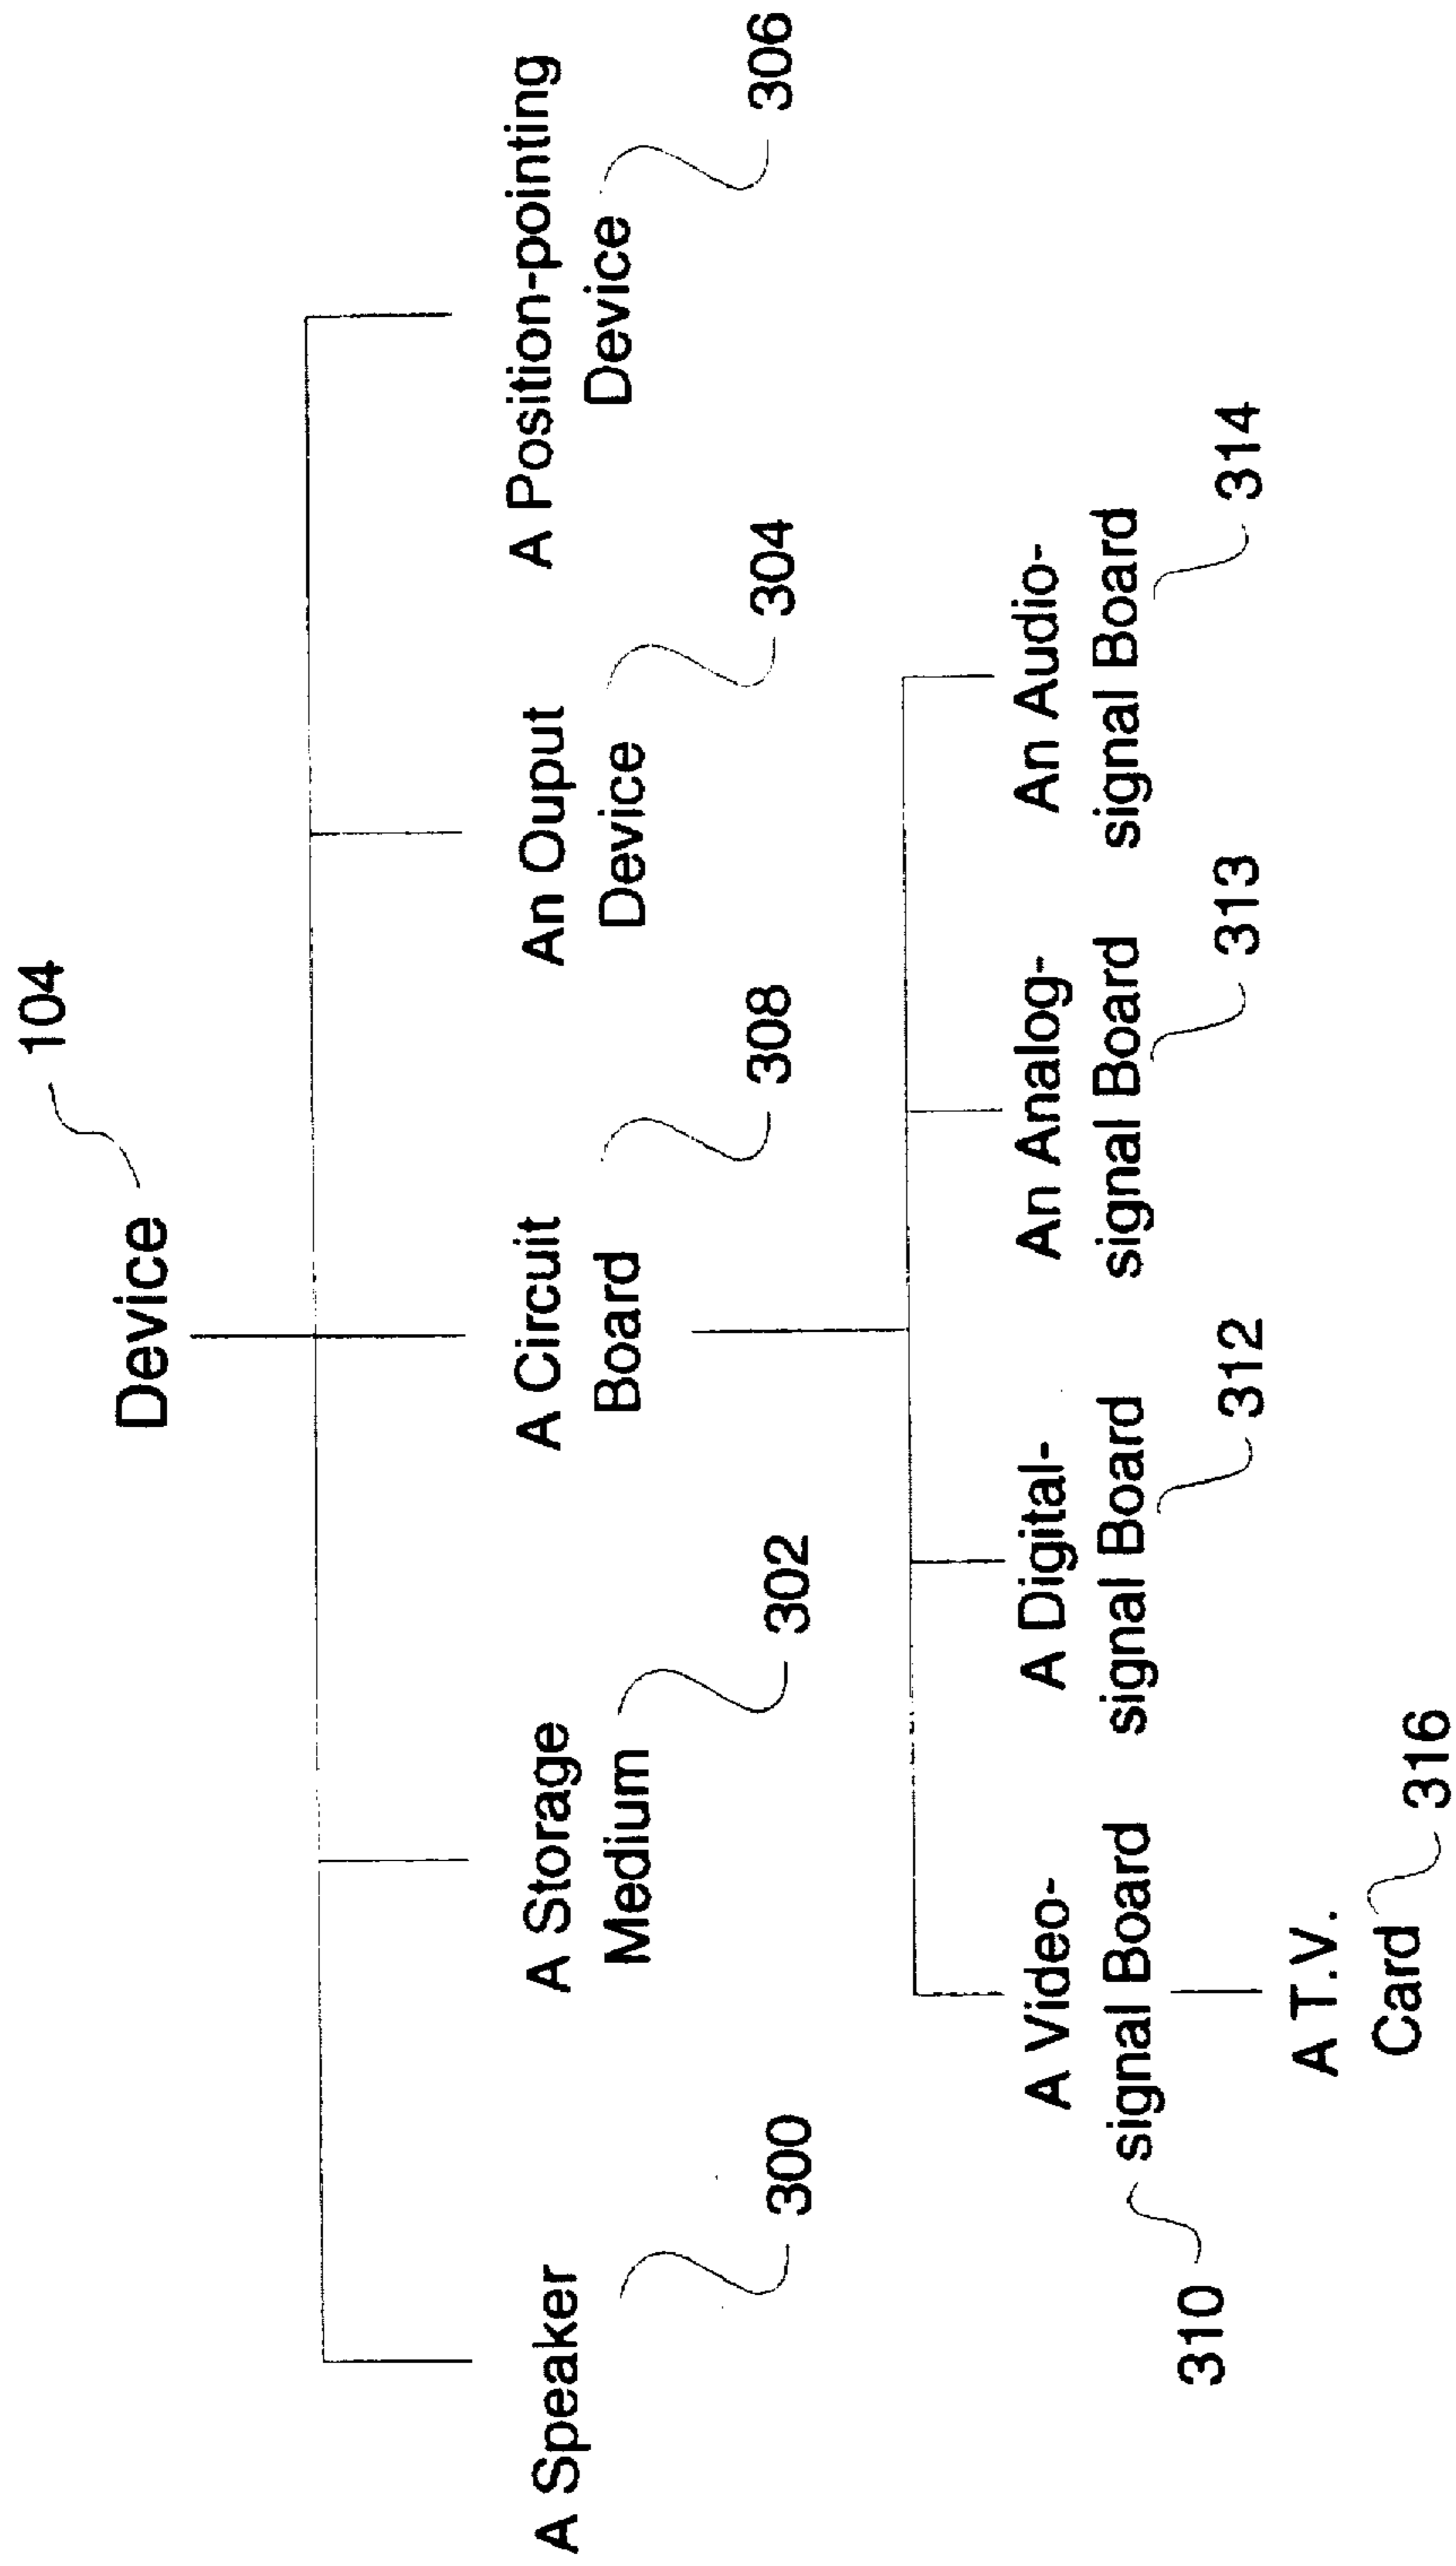 Device
104
A Speaker
300
A Storage
Medium
302
A Circuit
Board
308
An Ouput
Device
304
A Position-pointing
Device
306
A Video-
signal Board
310
A Digital-
signal Board
312
An Analog-
signal Board
313
An Audio-
signal Board
314
A T.V.
Card
316